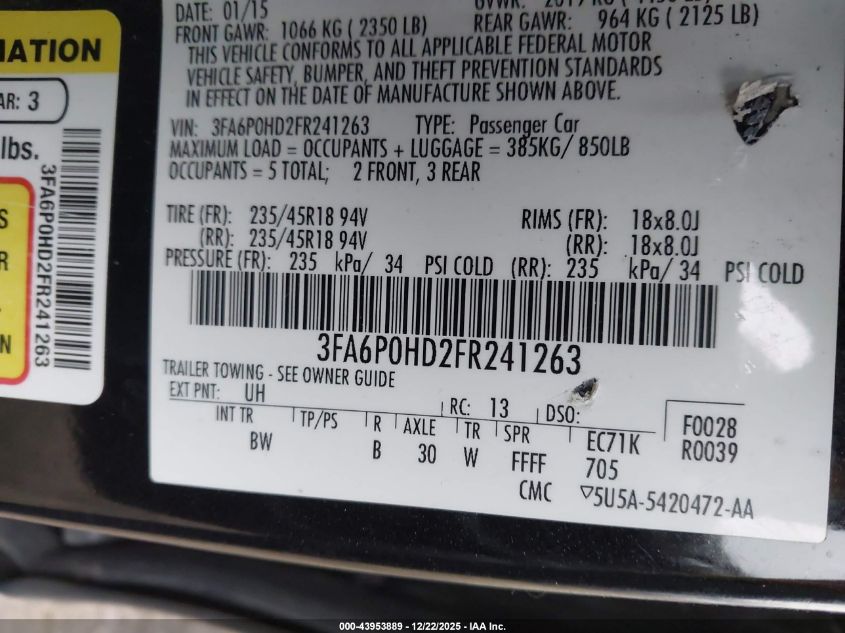 DATE: 01/15
FRONT GAWR: 1066 KG ( 2350 LB)
REAR GAWR: 964 KG ( 2125 LB)
THIS VEHICLE CONFORMS TO ALL APPLICABLE FEDERAL MOTOR
VEHICLE SAFETY, BUMPER, AND THEFT PREVENTION STANDARDS
IN EFFECT ON THE DATE OF MANUFACTURE SHOWN ABOVE.
VIN: 3FA6P0HD2FR241263 TYPE: Passenger Car
MAXIMUM LOAD = OCCUPANTS + LUGGAGE = 385KG/ 850LB
OCCUPANTS = 5 TOTAL; 2 FRONT, 3 REAR
TIRE (FR): 235/45R18 94V RIMS (FR): 18x8.0J
(RR): 235/45R18 94V (RR): 18x8.0J
PRESSURE (FR): 235 kPa/ 34 PSI COLD (RR): 235 kPa/ 34 PSI COLD
3FA6P0HD2FR241263
TRAILER TOWING - SEE OWNER GUIDE
EXT PNT: UH RC: 13 DSO:
INT TR TP/PS R AXLE TR SPR EC71K F0028
BW B 30 W FFFF 705 R0039
CMC ▽5U5A-5420472-AA
MATION
AR: 3
lbs.
3FA6P0HD2FR241263
S
R
N
000-43953889 - 12/22/2025 - IAA Inc.